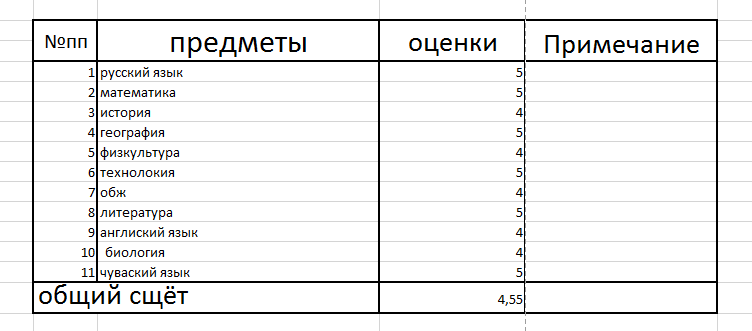 №пп предметы оценки Примечание
1 русский язык 5
2 математика 5
3 история 4
4 география 5
5 физкультура 4
6 технолокия 5
7 обж 4
8 литература 5
9 англиский язык 4
10 биология 4
11 чуваский язык 5
общий сщёт 4,55